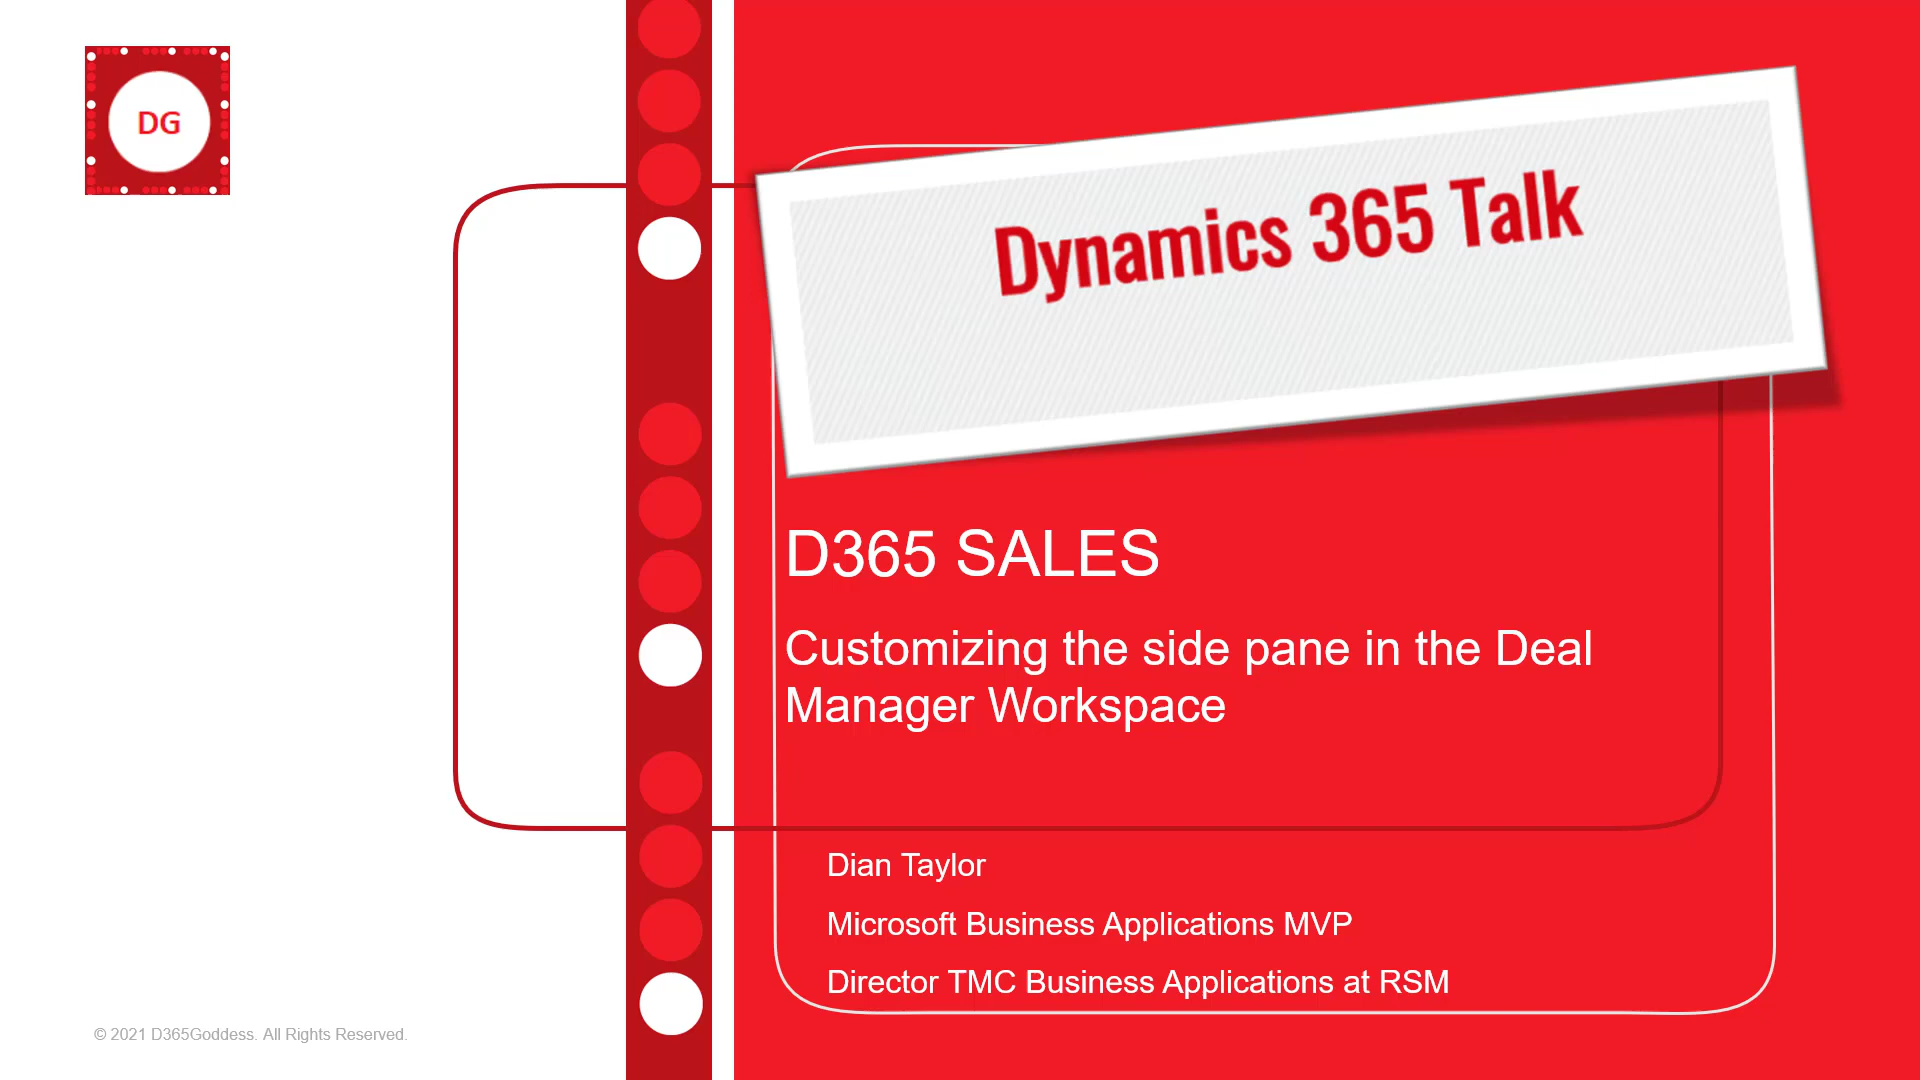 DG
Dynamics 365 Talk
D365 SALES
Customizing the side pane in the Deal
Manager Workspace
Dian Taylor
Microsoft Business Applications MVP
Director TMC Business Applications at RSM
© 2021 D365Goddess. All Rights Reserved.